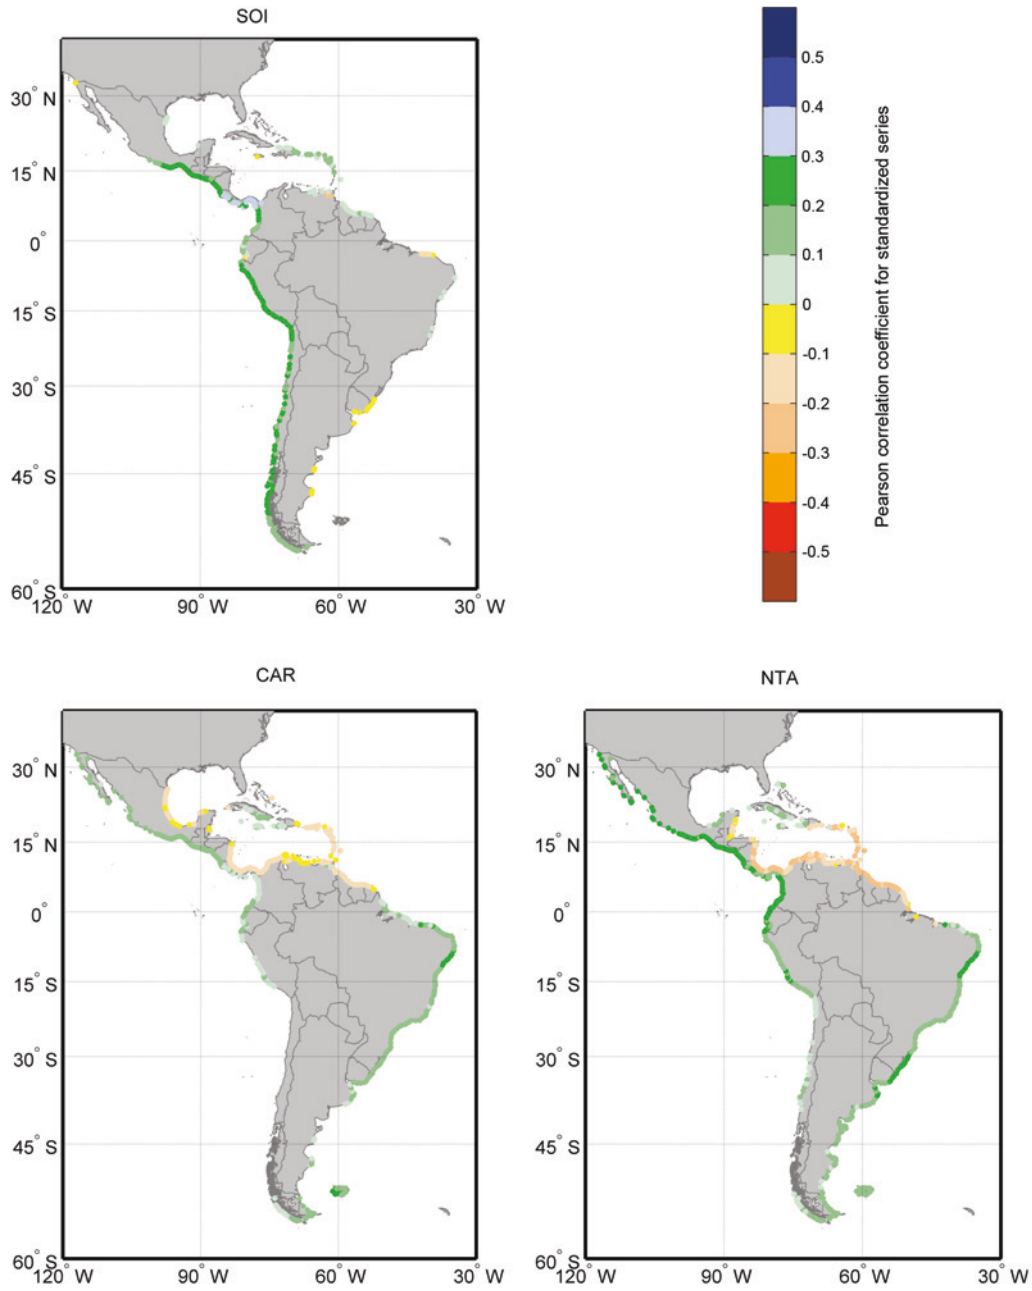 SOI
30° N
15° N
0°
15° S
30° S
45° S
60° S
120° W
90° W
60° W
30° W
0.5
0.4
0.3
0.2
0.1
0
-0.1
-0.2
-0.3
-0.4
-0.5
Pearson correlation coefficient for standardized series
CAR
30° N
15° N
0°
15° S
30° S
45° S
60° S
120° W
90° W
60° W
30° W
NTA
30° N
15° N
0°
15° S
30° S
45° S
60° S
120° W
90° W
60° W
30° W